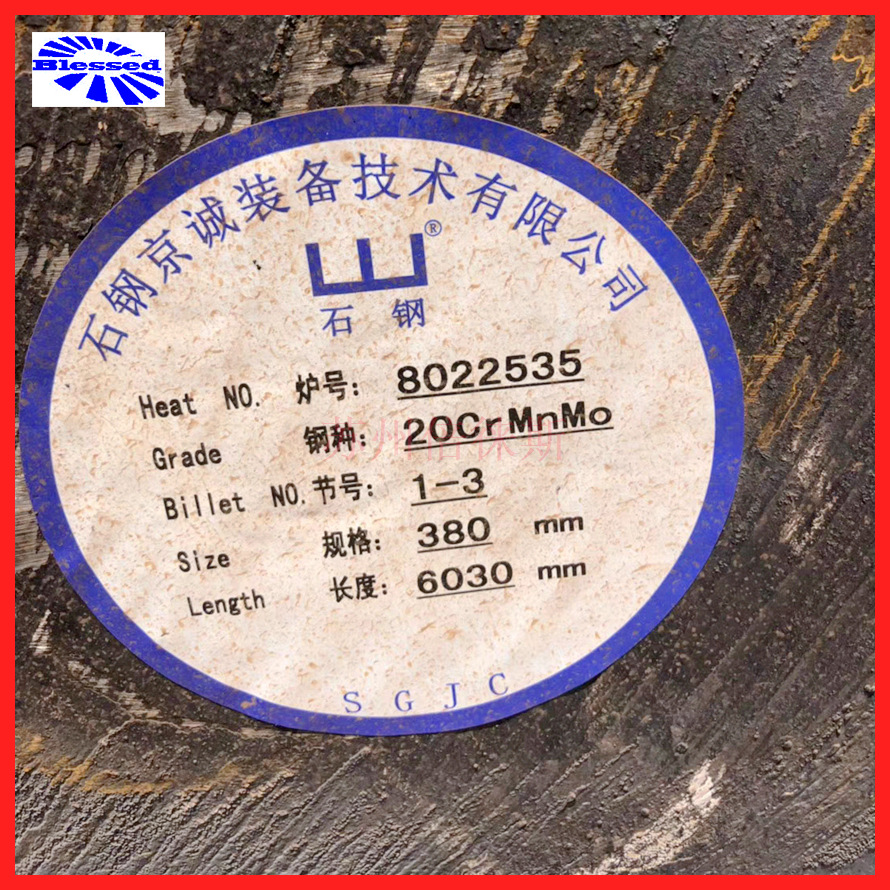 Blessed
石钢京诚装备技术有限公司
®
石钢
Heat NO. 炉号: 8022535
Grade 钢种: 20CrMnMo
Billet NO. 节号: 1-3
Size 规格: 380 mm
Length 长度: 6030 mm
SGJC